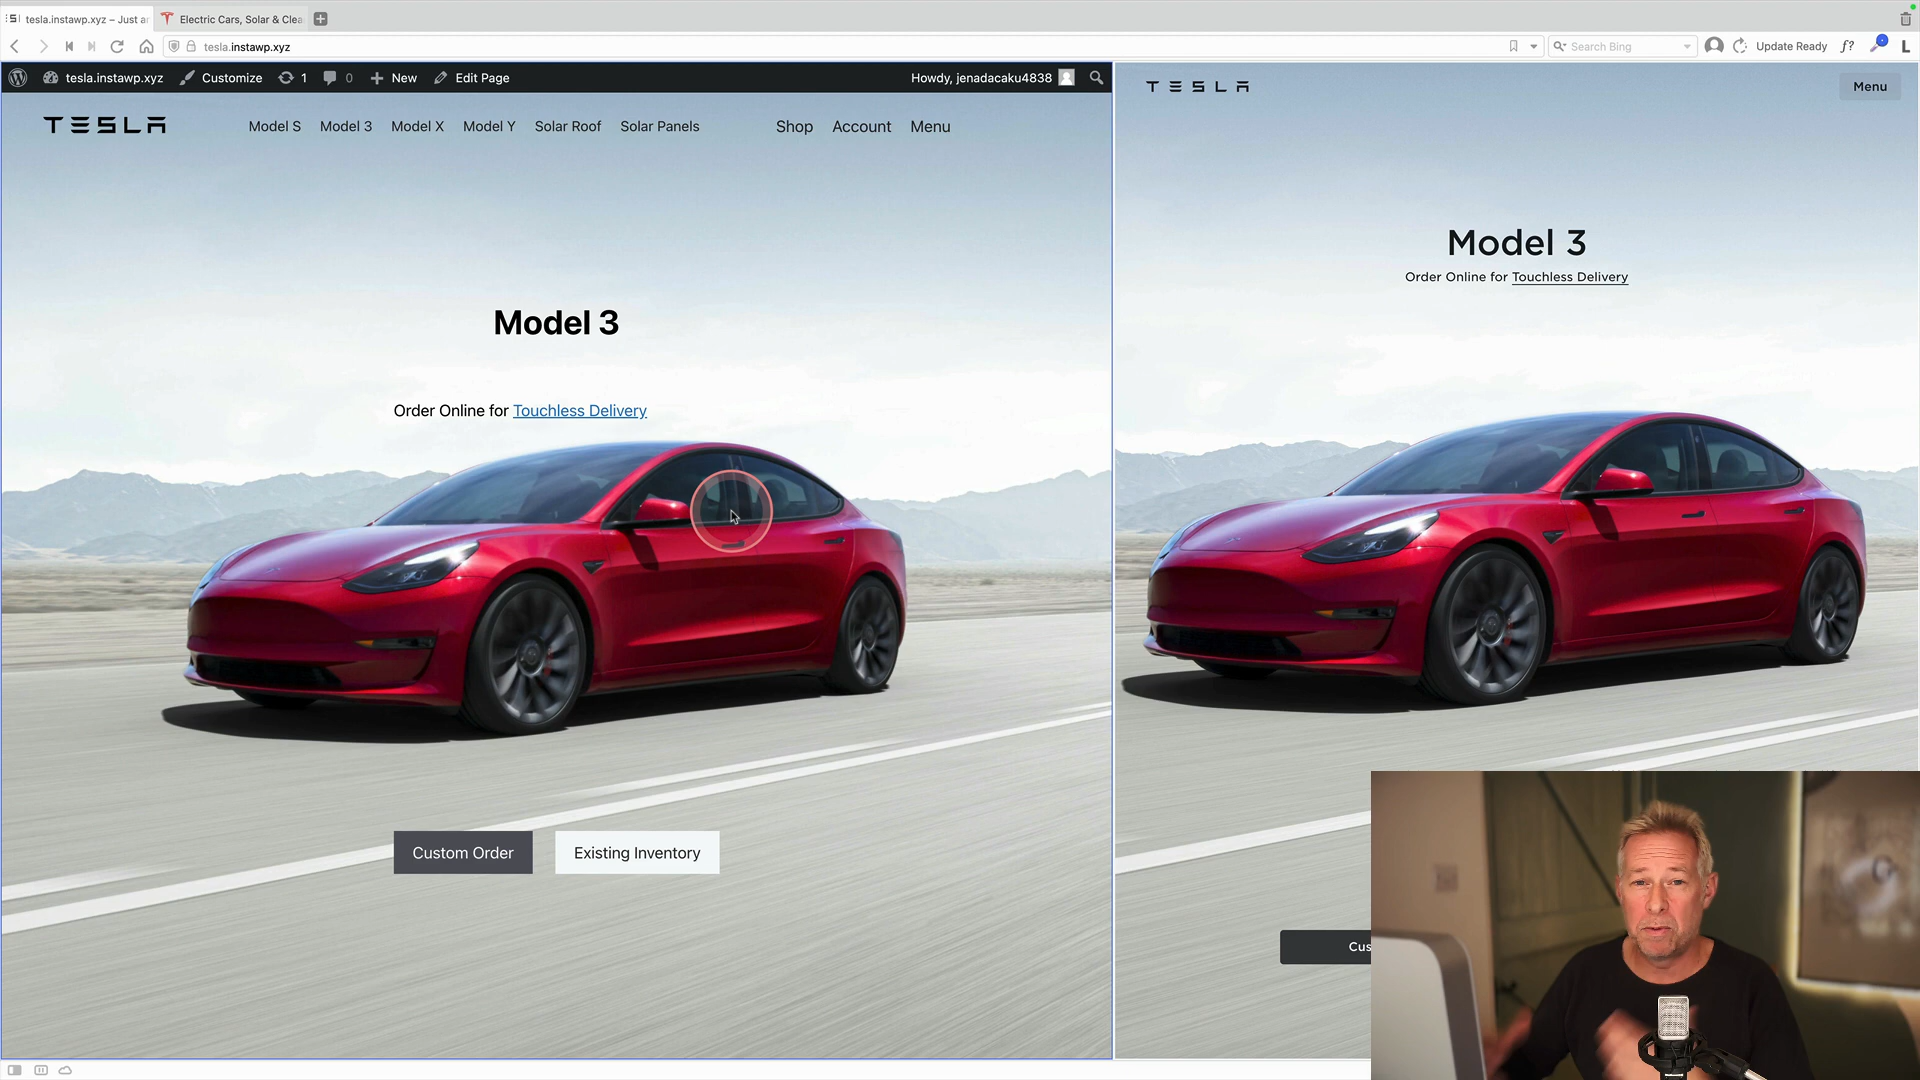 tesla.instawp.xyz – Just a
Electric Cars, Solar & Clea
tesla.instawp.xyz
Search Bing
Update Ready
f?
L
tesla.instawp.xyz
Customize
1
0
New
Edit Page
Howdy, jenadacaku4838
TESLA
Model S
Model 3
Model X
Model Y
Solar Roof
Solar Panels
Shop
Account
Menu
Model 3
Order Online for Touchless Delivery
Custom Order
Existing Inventory
TESLA
Menu
Model 3
Order Online for Touchless Delivery
Cus